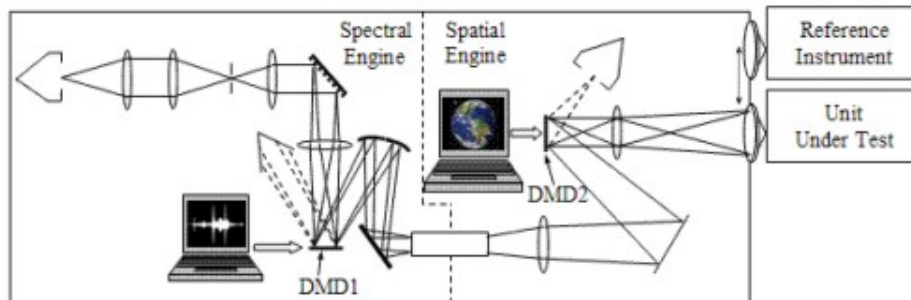 Spectral
Engine
Spatial
Engine
Reference
Instrument
Unit
Under Test
DMD2
DMD1